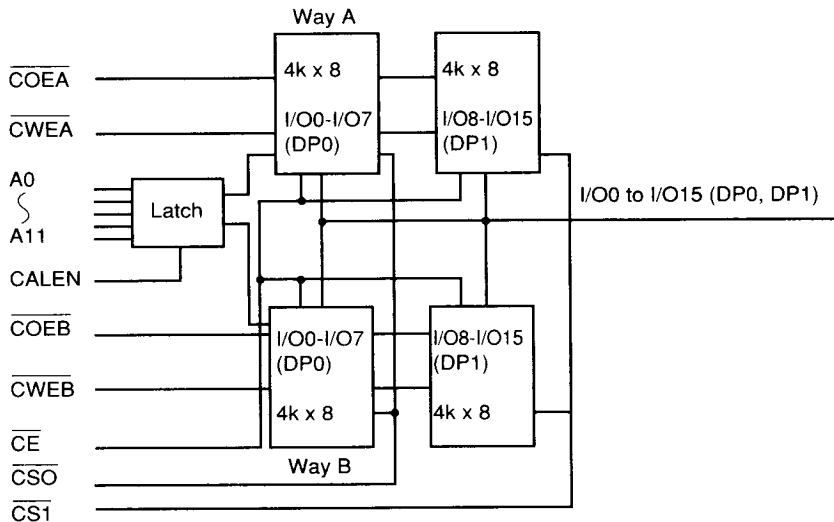 Way A
COEA
4k x 8
4k x 8
CWEA
I/O0-I/O7
(DP0)
I/O8-I/O15
(DP1)
A0
A11
Latch
I/O0 to I/O15 (DP0, DP1)
CALEN
COEB
I/O0-I/O7
(DP0)
I/O8-I/O15
(DP1)
CWEB
4k x 8
4k x 8
CE
Way B
CSO
CS1